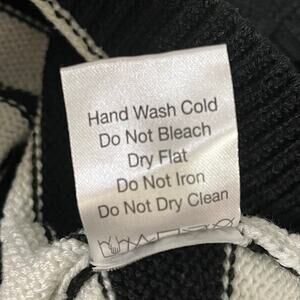 Hand Wash Cold
Do Not Bleach
Dry Flat
Do Not Iron
Do Not Dry Clean